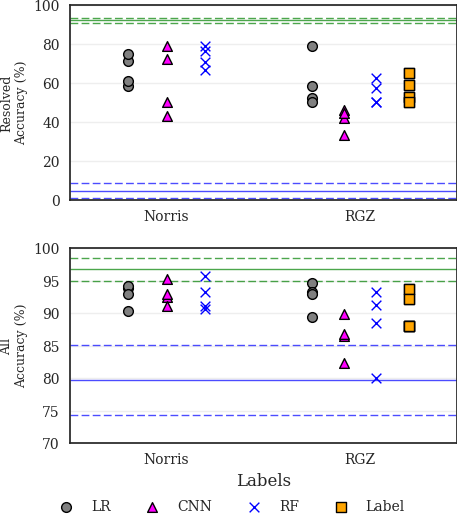 Resolved
Accuracy (%)
100
80
60
40
20
0
Norris RGZ
All
Accuracy (%)
100
95
90
85
80
75
70
Norris RGZ
Labels
LR CNN RF Label